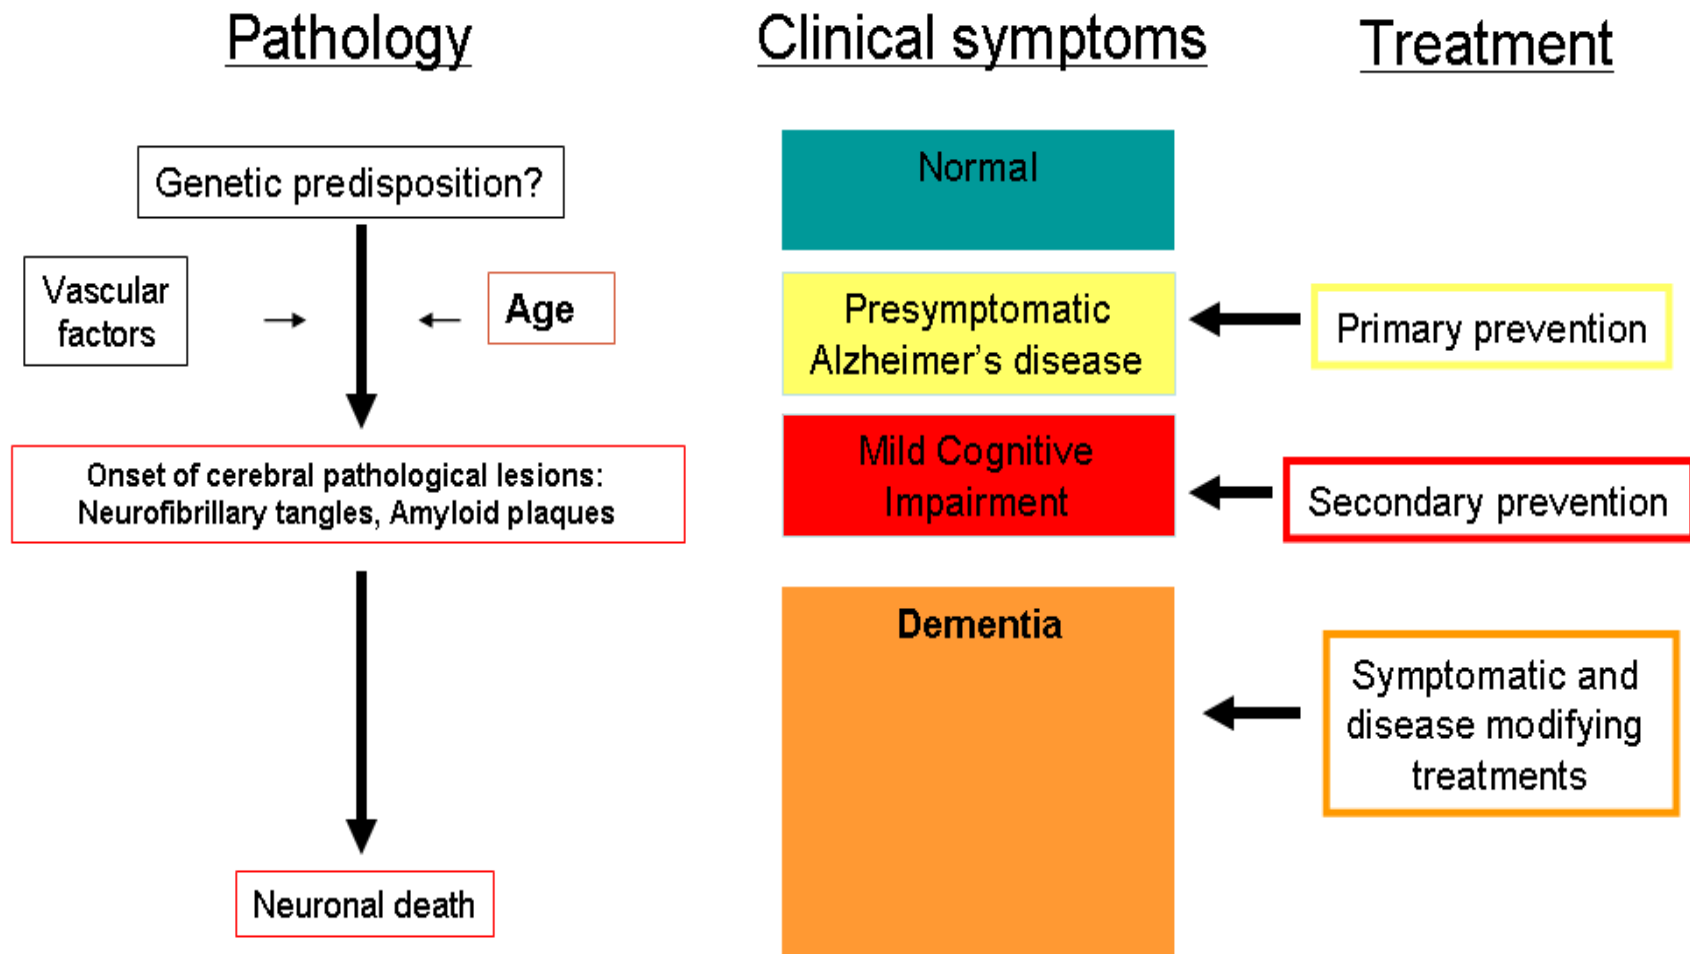 Pathology
Clinical symptoms
Treatment
Genetic predisposition?
Vascular
factors
Age
Onset of cerebral pathological lesions:
Neurofibrillary tangles, Amyloid plaques
Neuronal death
Normal
Presymptomatic
Alzheimer’s disease
Mild Cognitive
Impairment
Dementia
Primary prevention
Secondary prevention
Symptomatic and
disease modifying
treatments